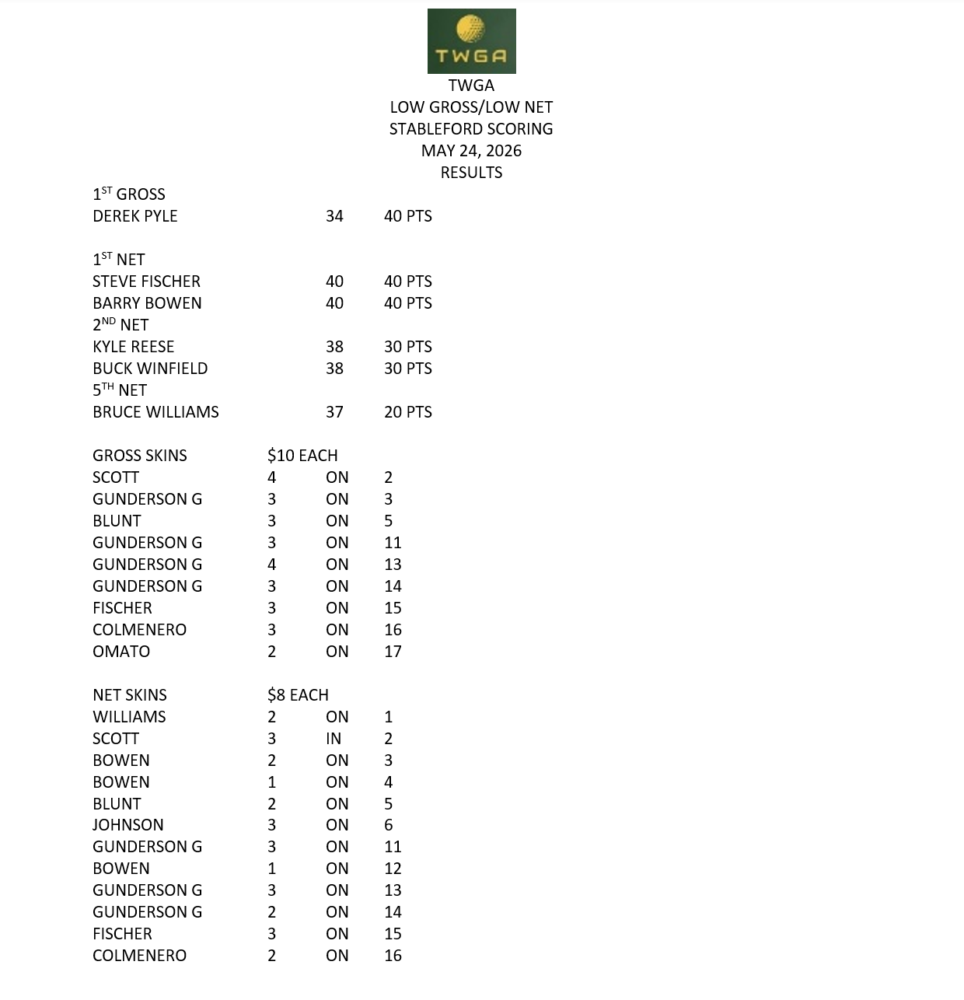 TWGA
TWGA
LOW GROSS/LOW NET
STABLEFORD SCORING
MAY 24, 2026
RESULTS
1ST GROSS
DEREK PYLE 34 40 PTS
1ST NET
STEVE FISCHER 40 40 PTS
BARRY BOWEN 40 40 PTS
2ND NET
KYLE REESE 38 30 PTS
BUCK WINFIELD 38 30 PTS
5TH NET
BRUCE WILLIAMS 37 20 PTS
GROSS SKINS $10 EACH
SCOTT 4 ON 2
GUNDERSON G 3 ON 3
BLUNT 3 ON 5
GUNDERSON G 3 ON 11
GUNDERSON G 4 ON 13
GUNDERSON G 3 ON 14
FISCHER 3 ON 15
COLMENERO 3 ON 16
OMATO 2 ON 17
NET SKINS $8 EACH
WILLIAMS 2 ON 1
SCOTT 3 IN 2
BOWEN 2 ON 3
BOWEN 1 ON 4
BLUNT 2 ON 5
JOHNSON 3 ON 6
GUNDERSON G 3 ON 11
BOWEN 1 ON 12
GUNDERSON G 3 ON 13
GUNDERSON G 2 ON 14
FISCHER 3 ON 15
COLMENERO 2 ON 16